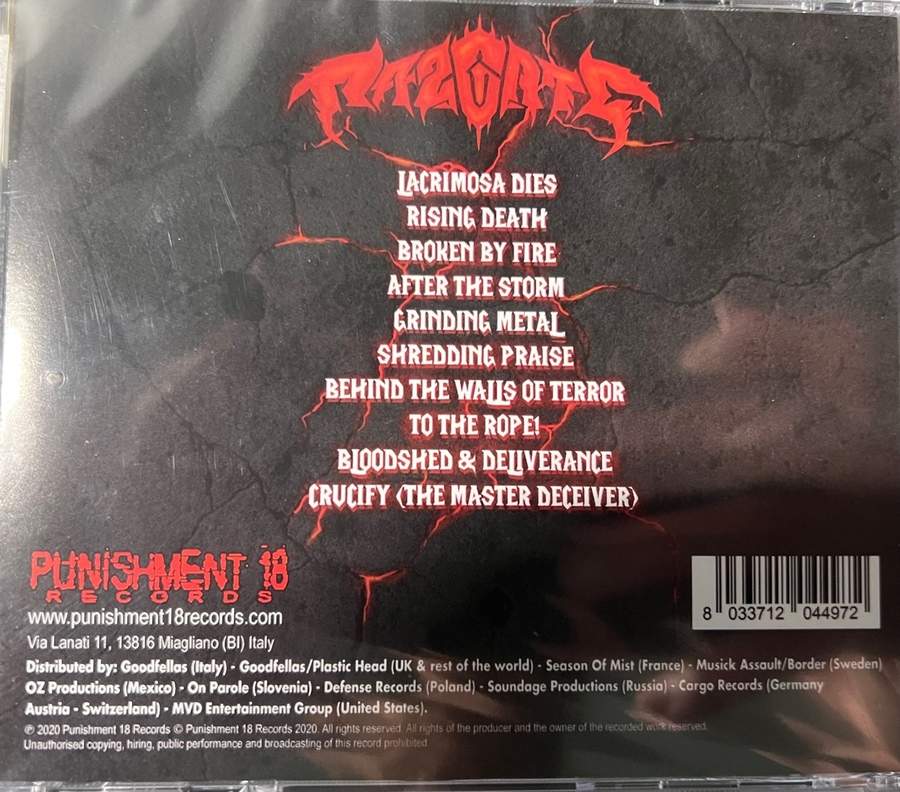 RAZGATE
LACRIMOSA DIES
RISING DEATH
BROKEN BY FIRE
AFTER THE STORM
GRINDING METAL
SHREDDING PRAISE
BEHIND THE WALLS OF TERROR
TO THE ROPE!
BLOODSHED & DELIVERANCE
CRUCIFY (THE MASTER DECEIVER)
PUNISHMENT 18
RECORDS
www.punishment18records.com
Via Lanati 11, 13816 Miagliano (BI) Italy
8 033712 044972
Distributed by: Goodfellas (Italy) - Goodfellas/Plastic Head (UK & rest of the world) - Season Of Mist (France) - Musick Assault/Border (Sweden)
OZ Productions (Mexico) - On Parole (Slovenia) - Defense Records (Poland) - Soundage Productions (Russia) - Cargo Records (Germany
Austria - Switzerland) - MVD Entertainment Group (United States).
℗ 2020 Punishment 18 Records © Punishment 18 Records 2020. All rights reserved. All rights of the producer and the owner of the recorded work reserved.
Unauthorised copying, hiring, public performance and broadcasting of this record prohibited